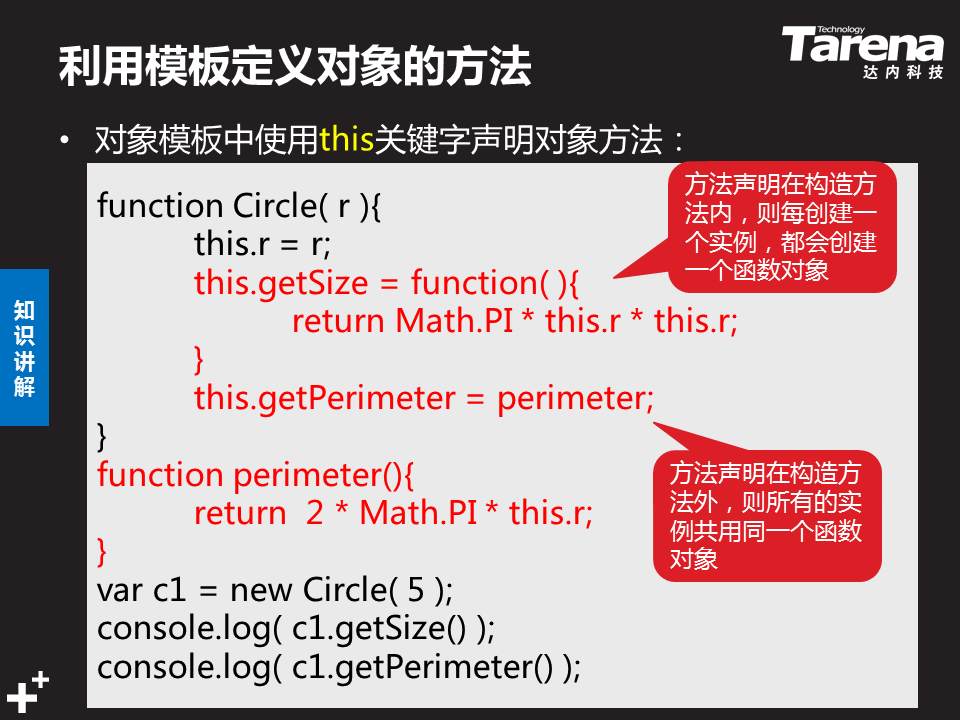 利用模板定义对象的方法
Technology
Tarena
达内科技
• 对象模板中使用this关键字声明对象方法：
function Circle( r ){
this.r = r;
this.getSize = function( ){
return Math.PI * this.r * this.r;
}
this.getPerimeter = perimeter;
}
function perimeter(){
return  2 * Math.PI * this.r;
}
var c1 = new Circle( 5 );
console.log( c1.getSize() );
console.log( c1.getPerimeter() );
方法声明在构造方
法内，则每创建一
个实例，都会创建
一个函数对象
方法声明在构造方
法外，则所有的实
例共用同一个函数
对象
知
识
讲
解